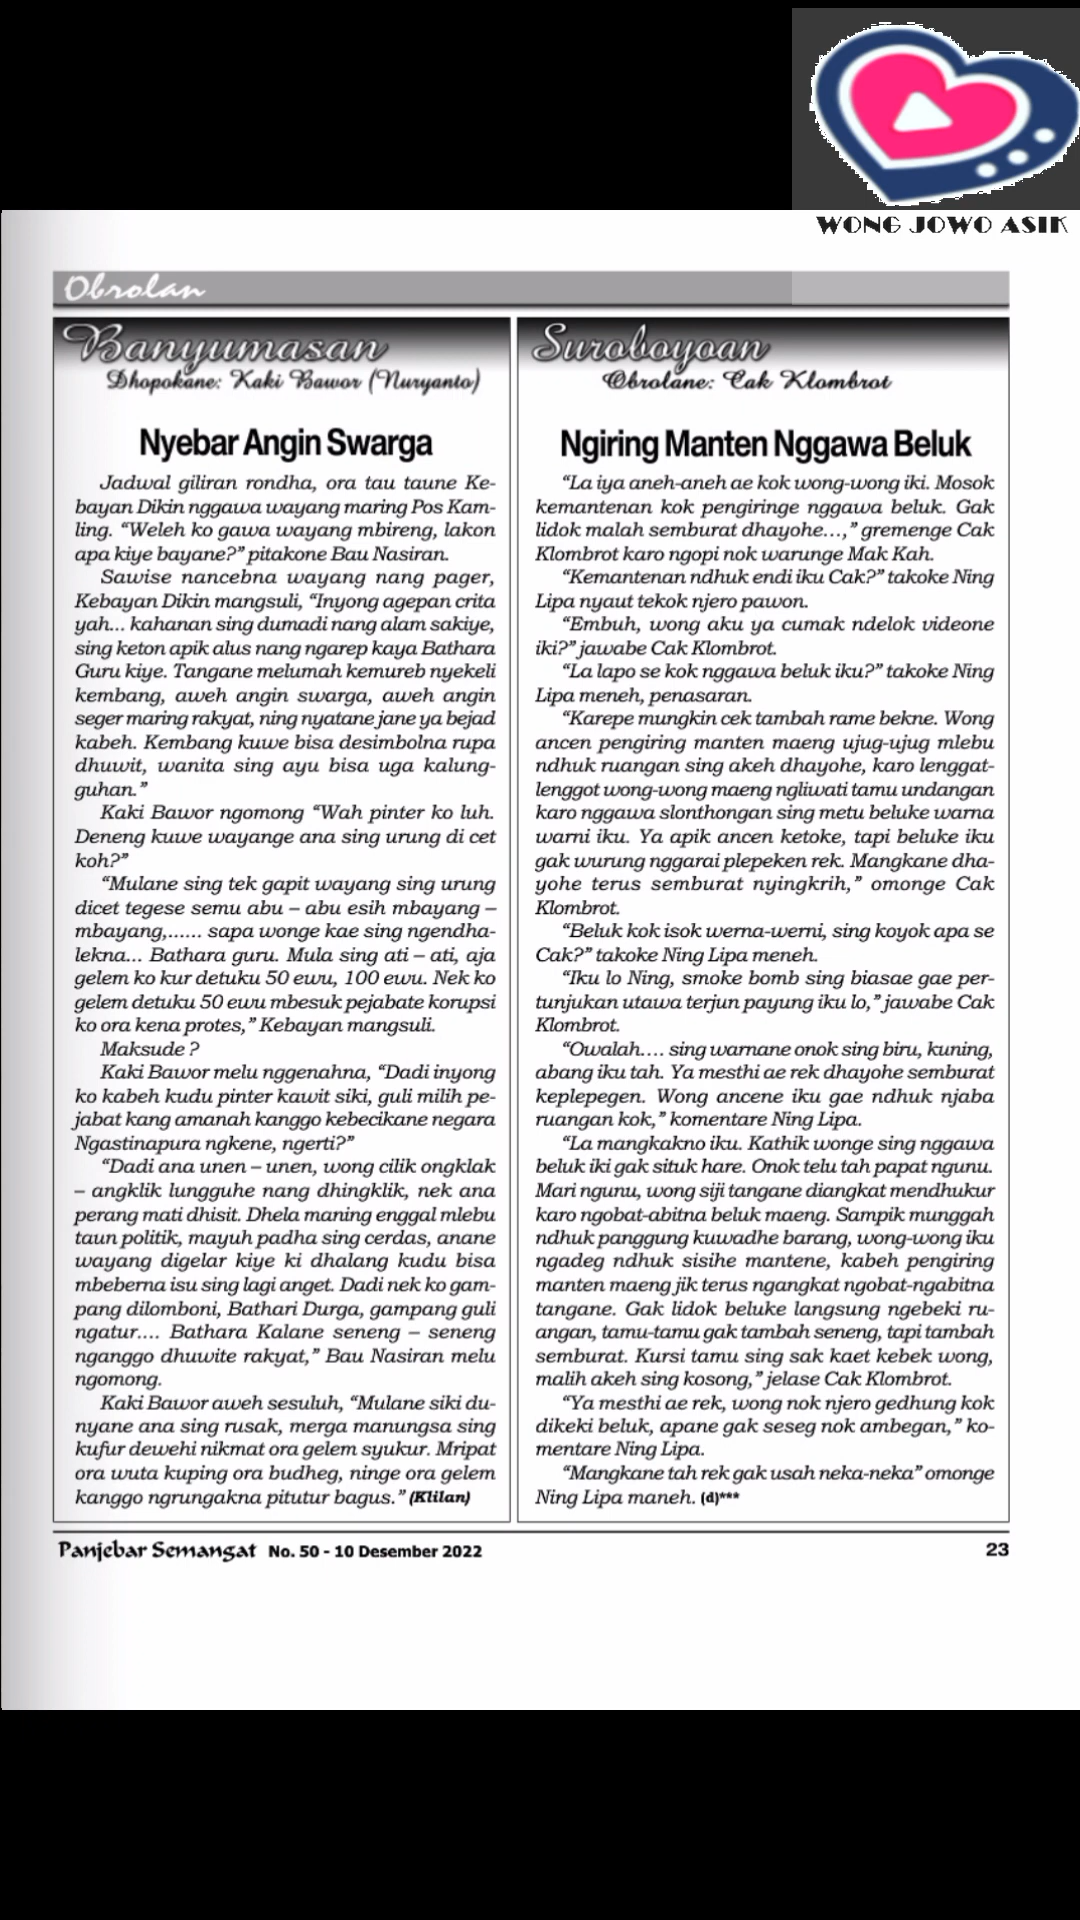 WONG JOWO ASIK
Obrolan
Banyumasan
Dhopokane: Kaki Bawor (Nuryanto)
Nyebar Angin Swarga
Jadwal giliran rondha, ora tau taune Ke-
bayan Dikin nggawa wayang maring Pos Kam-
ling. “Weleh ko gawa wayang mbireng, lakon
apa kiye bayane?” pitakone Bau Nasiran.
Sawise nancebna wayang nang pager,
Kebayan Dikin mangsuli, “Inyong agepan crita
yah... kahanan sing dumadi nang alam sakiye,
sing keton apik alus nang ngarep kaya Bathara
Guru kiye. Tangane melumah kemureb nyekeli
kembang, aweh angin swarga, aweh angin
seger maring rakyat, ning nyatane jane ya bejad
kabeh. Kembang kuwe bisa desimbolna rupa
dhuwit, wanita sing ayu bisa uga kalung-
guhan.”
Kaki Bawor ngomong “Wah pinter ko luh.
Deneng kuwe wayange ana sing urung di cet
koh?”
“Mulane sing tek gapit wayang sing urung
dicet tegese semu abu – abu esih mbayang –
mbayang,...... sapa wonge kae sing ngendha-
lekna... Bathara guru. Mula sing ati – ati, aja
gelem ko kur detuku 50 ewu, 100 ewu. Nek ko
gelem detuku 50 ewu mbesuk pejabate korupsi
ko ora kena protes,” Kebayan mangsuli.
Maksude ?
Kaki Bawor melu nggenahna, “Dadi inyong
ko kabeh kudu pinter kawit siki, guli milih pe-
jabat kang amanah kanggo kebecikane negara
Ngastinapura ngkene, ngerti?”
“Dadi ana unen – unen, wong cilik ongklak
– angklik lungguhe nang dhingklik, nek ana
perang mati dhisit. Dhela maning enggal mlebu
taun politik, mayuh padha sing cerdas, anane
wayang digelar kiye ki dhalang kudu bisa
mbeberna isu sing lagi anget. Dadi nek ko gam-
pang dilomboni, Bathari Durga, gampang guli
ngatur.... Bathara Kalane seneng – seneng
nganggo dhuwite rakyat,” Bau Nasiran melu
ngomong.
Kaki Bawor aweh sesuluh, “Mulane siki du-
nyane ana sing rusak, merga manungsa sing
kufur dewehi nikmat ora gelem syukur. Mripat
ora wuta kuping ora budheg, ninge ora gelem
kanggo ngrungakna pitutur bagus.” (Klilan)
Suroboyoan
Obrolane: Cak Klombrot
Ngiring Manten Nggawa Beluk
“La iya aneh-aneh ae kok wong-wong iki. Mosok
kemantenan kok pengiringe nggawa beluk. Gak
lidok malah semburat dhayohe...,” gremenge Cak
Klombrot karo ngopi nok warunge Mak Kah.
“Kemantenan ndhuk endi iku Cak?” takoke Ning
Lipa nyaut tekok njero pawon.
“Embuh, wong aku ya cumak ndelok videone
iki?” jawabe Cak Klombrot.
“La lapo se kok nggawa beluk iku?” takoke Ning
Lipa meneh, penasaran.
“Karepe mungkin cek tambah rame bekne. Wong
ancen pengiring manten maeng ujug-ujug mlebu
ndhuk ruangan sing akeh dhayohe, karo lenggat-
lenggot wong-wong maeng ngliwati tamu undangan
karo nggawa slonthongan sing metu beluke warna
warni iku. Ya apik ancen ketoke, tapi beluke iku
gak wurung nggarai plepeken rek. Mangkane dha-
yohe terus semburat nyingkrih,” omonge Cak
Klombrot.
“Beluk kok isok werna-werni, sing koyok apa se
Cak?” takoke Ning Lipa meneh.
“Iku lo Ning, smoke bomb sing biasae gae per-
tunjukan utawa terjun payung iku lo,” jawabe Cak
Klombrot.
“Owalah.... sing warnane onok sing biru, kuning,
abang iku tah. Ya mesthi ae rek dhayohe semburat
keplepegen. Wong ancene iku gae ndhuk njaba
ruangan kok,” komentare Ning Lipa.
“La mangkakno iku. Kathik wonge sing nggawa
beluk iki gak situk hare. Onok telu tah papat ngunu.
Mari ngunu, wong siji tangane diangkat mendhukur
karo ngobat-abitna beluk maeng. Sampik munggah
ndhuk panggung kuwadhe barang, wong-wong iku
ngadeg ndhuk sisihe mantene, kabeh pengiring
manten maeng jik terus ngangkat ngobat-ngabitna
tangane. Gak lidok beluke langsung ngebeki ru-
angan, tamu-tamu gak tambah seneng, tapi tambah
semburat. Kursi tamu sing sak kaet kebek wong,
malih akeh sing kosong,” jelase Cak Klombrot.
“Ya mesthi ae rek, wong nok njero gedhung kok
dikeki beluk, apane gak seseg nok ambegan,” ko-
mentare Ning Lipa.
“Mangkane tah rek gak usah neka-neka” omonge
Ning Lipa maneh. (d)***
Panjebar Semangat No. 50 - 10 Desember 2022
23